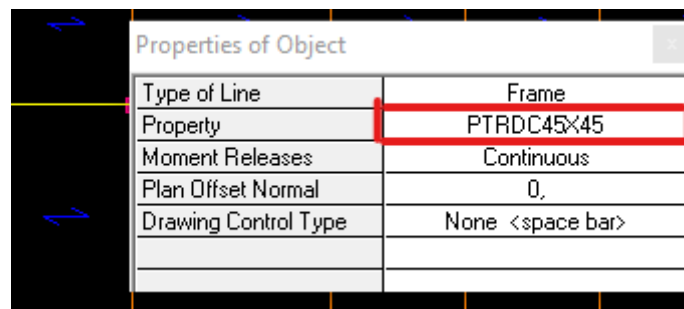 Properties of Object x
Type of Line Frame
Property PTRDC45X45
Moment Releases Continuous
Plan Offset Normal 0,
Drawing Control Type None <space bar>